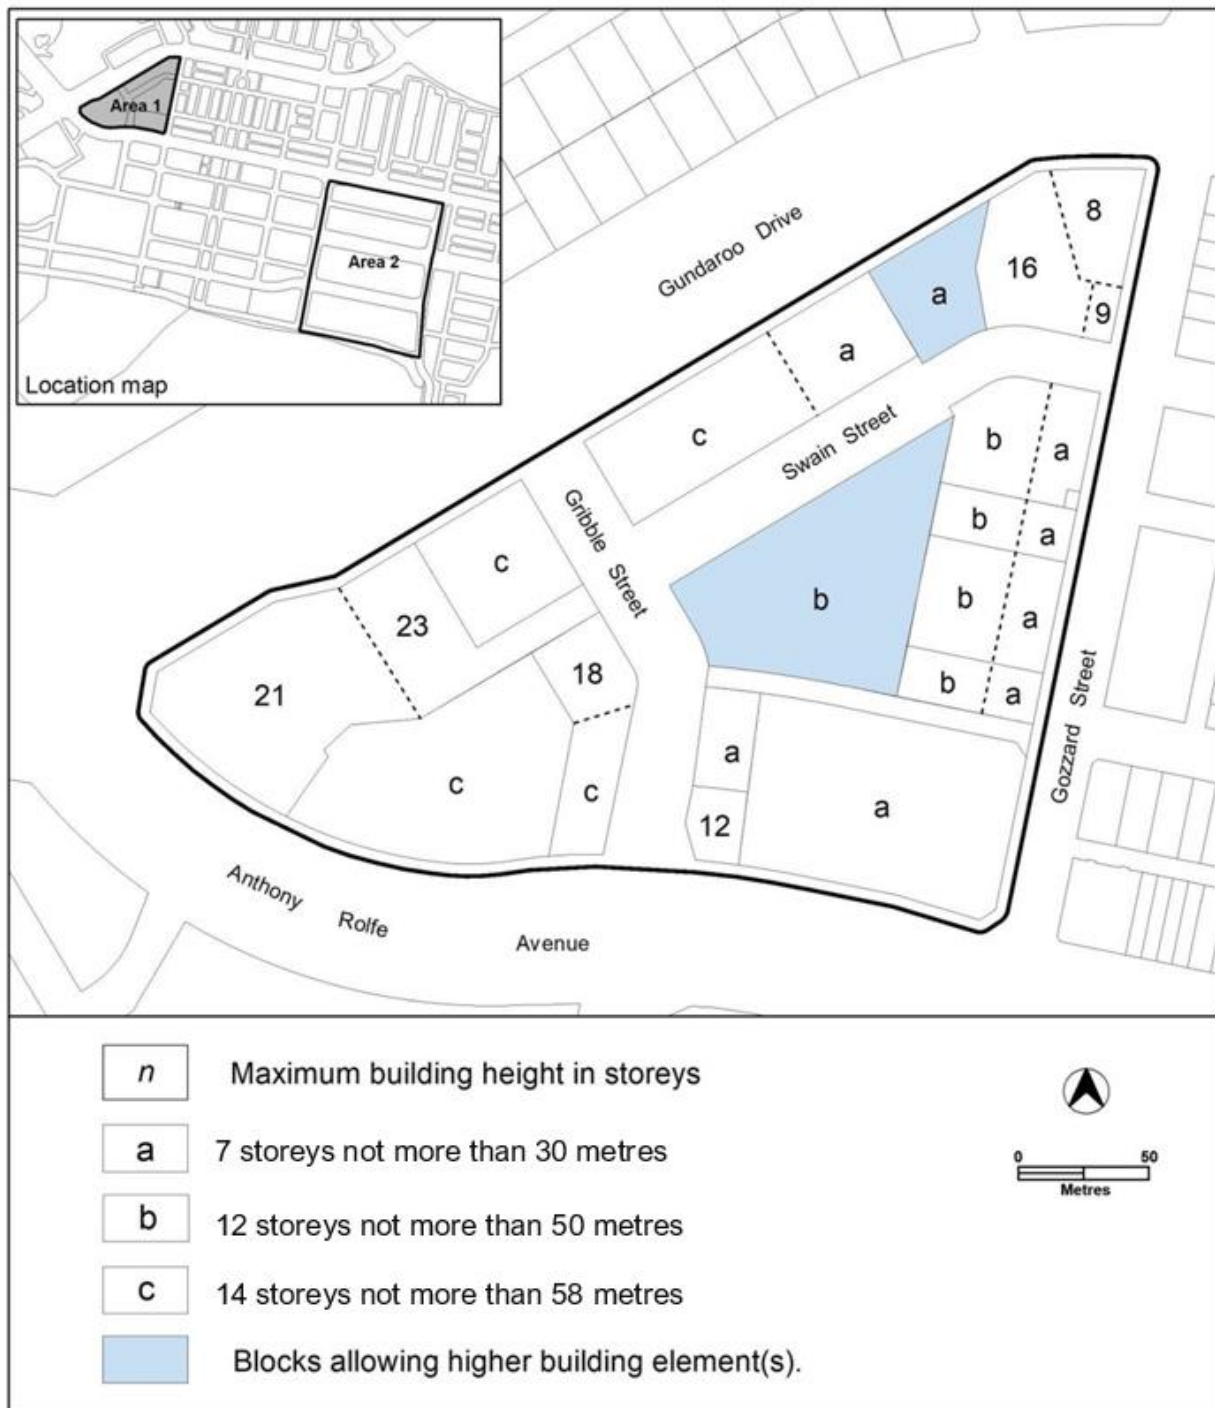 Area 1
Area 2
Location map
Gundaroo Drive
8
16
a
9
a
c
Swain Street
b
a
Gribble Street
b
a
c
b
b
a
23
18
b
a
21
Gozzard Street
a
c
c
a
12
Anthony Rolfe Avenue
n Maximum building height in storeys
a 7 storeys not more than 30 metres
b 12 storeys not more than 50 metres
c 14 storeys not more than 58 metres
Blocks allowing higher building element(s).
0 50
Metres